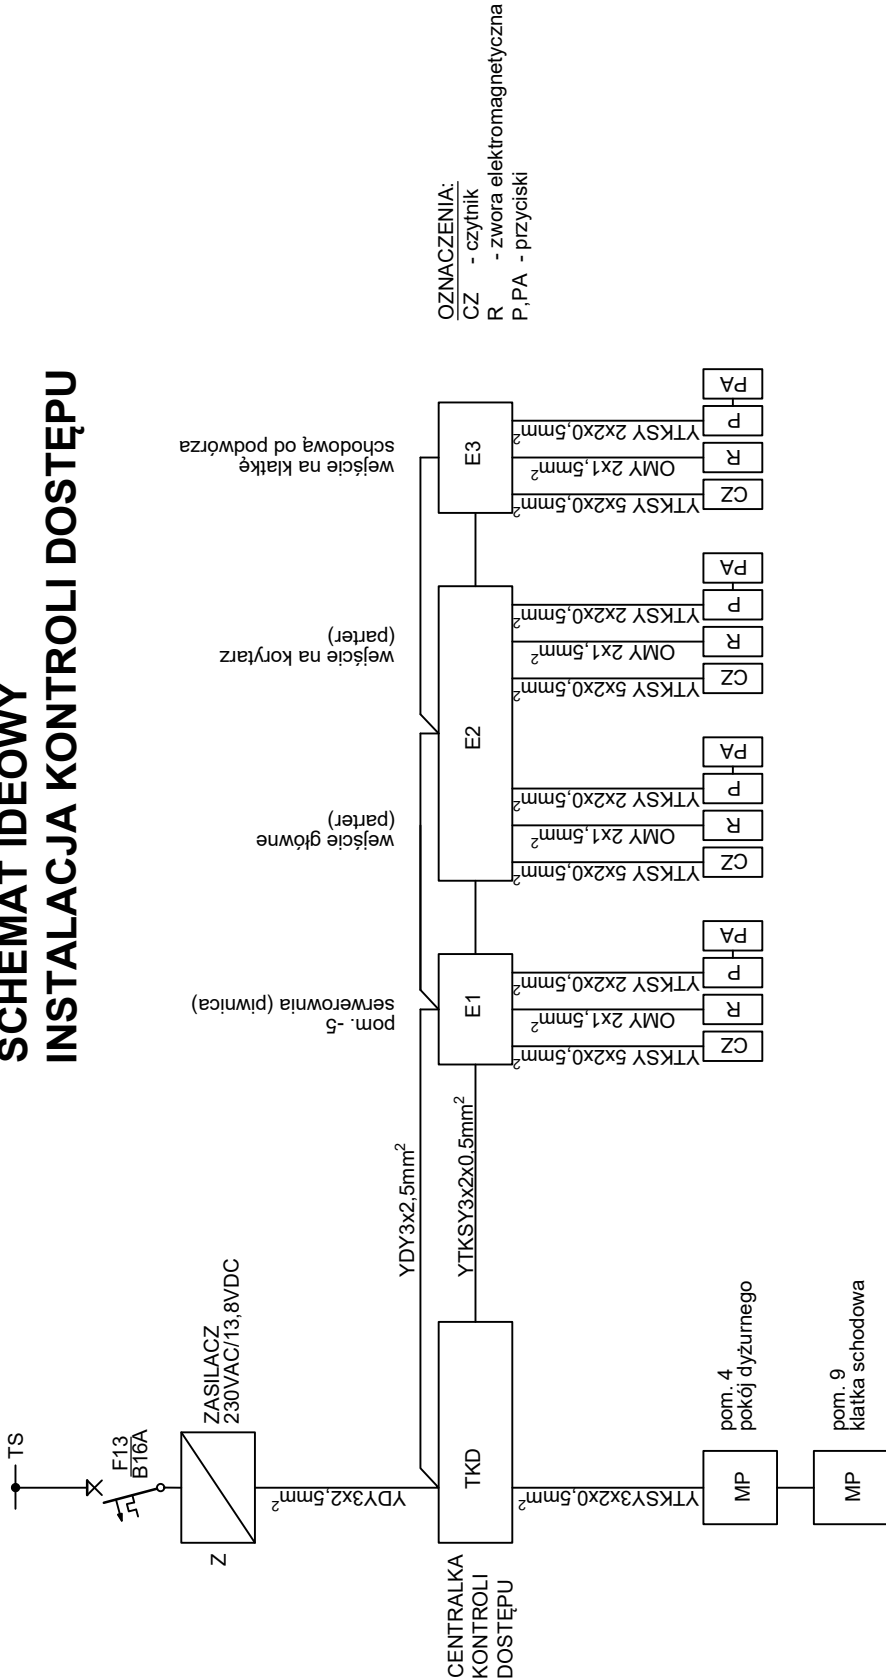 SCHEMAT IDEOWY
INSTALACJA KONTROLI DOSTĘPU
TS
F13
B16A
ZASILACZ
230VAC/13,8VDC
Z
YDY3x2,5mm²
CENTRALKA
KONTROLI
DOSTĘPU
TKD
YDY3x2,5mm²
YTKSY3x2x0,5mm²
YTKSY3x2x0,5mm²
MP
pom. 4
pokój dyżurnego
MP
pom. 9
klatka schodowa
pom. -5
serwerownia (piwnica)
E1
YTKSY 5x2x0,5mm²
OMY 2x1,5mm²
YTKSY 2x2x0,5mm²
CZ
R
P
PA
wejście główne
(parter)
wejście na korytarz
(parter)
E2
YTKSY 5x2x0,5mm²
OMY 2x1,5mm²
YTKSY 2x2x0,5mm²
CZ
R
P
PA
YTKSY 5x2x0,5mm²
OMY 2x1,5mm²
YTKSY 2x2x0,5mm²
CZ
R
P
PA
wejście na klatkę
schodową od podwórza
E3
YTKSY 5x2x0,5mm²
OMY 2x1,5mm²
YTKSY 2x2x0,5mm²
CZ
R
P
PA
OZNACZENIA:
CZ - czytnik
R - zwora elektromagnetyczna
P,PA - przyciski